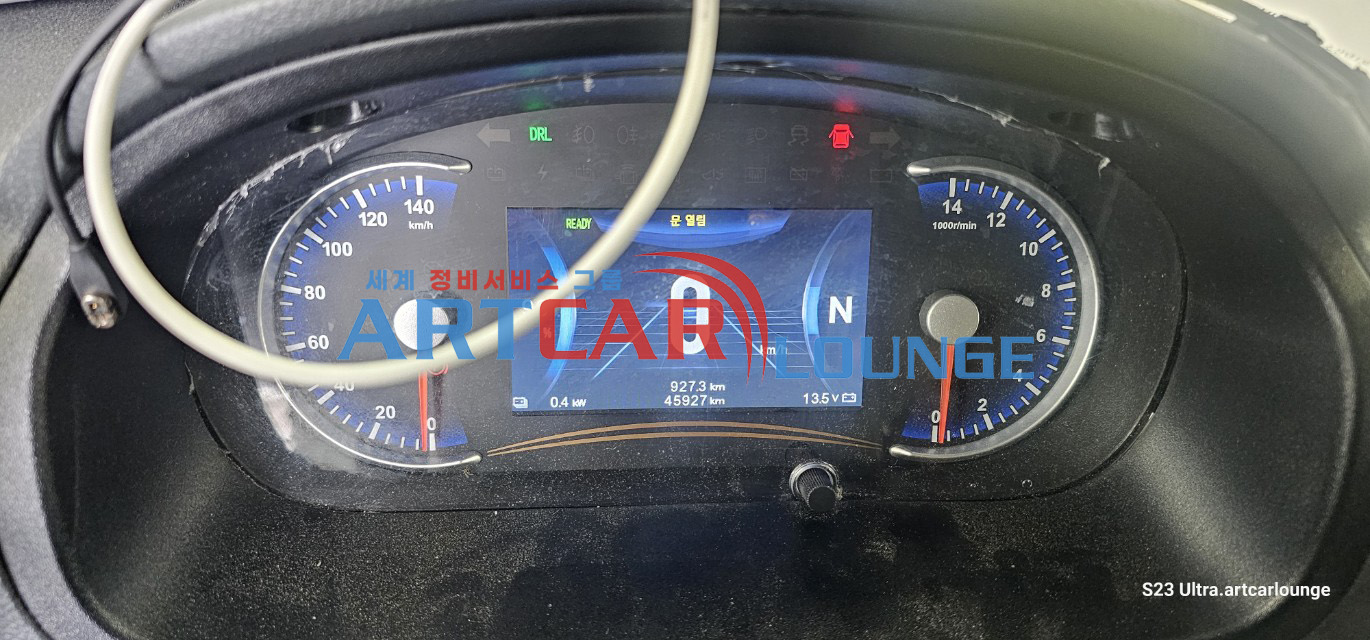 DRL
140
120
km/h
100
80
60
40
20
0
READY
문 열림
0
N
km/h
927.3 km
45927 km
0.4 kW
13.5 V
14
12
1000r/min
10
8
6
4
2
0
세계 정비서비스 그룹
ARTCAR
LOUNGE
S23 Ultra.artcarlounge